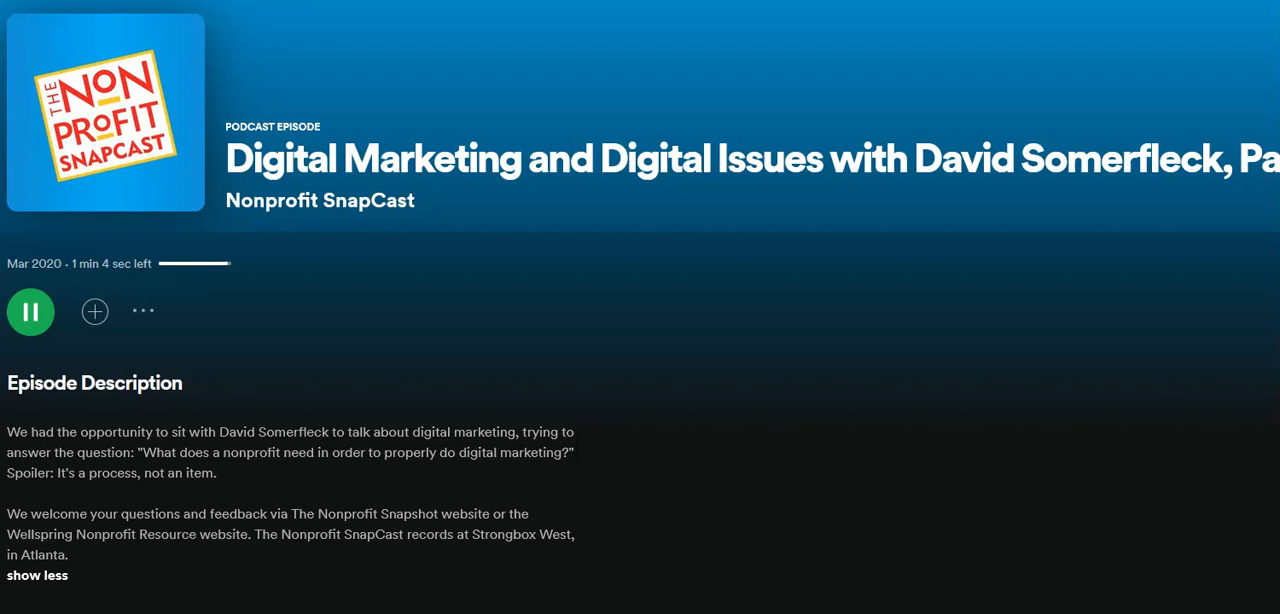 THE NON
PROFIT
SNAPCAST
PODCAST EPISODE
Digital Marketing and Digital Issues with David Somerfleck, Pa
Nonprofit SnapCast
Mar 2020 · 1 min 4 sec left
Episode Description
We had the opportunity to sit with David Somerfleck to talk about digital marketing, trying to
answer the question: "What does a nonprofit need in order to properly do digital marketing?"
Spoiler: It's a process, not an item.
We welcome your questions and feedback via The Nonprofit Snapshot website or the
Wellspring Nonprofit Resource website. The Nonprofit SnapCast records at Strongbox West,
in Atlanta.
show less